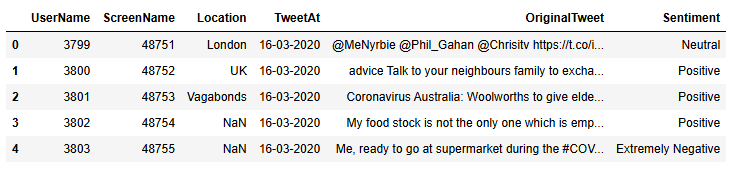 UserName ScreenName Location TweetAt OriginalTweet Sentiment
0 3799 48751 London 16-03-2020 @MeNyrbie @Phil_Gahan @Chrisitv https://t.co/i... Neutral
1 3800 48752 UK 16-03-2020 advice Talk to your neighbours family to excha... Positive
2 3801 48753 Vagabonds 16-03-2020 Coronavirus Australia: Woolworths to give elde... Positive
3 3802 48754 NaN 16-03-2020 My food stock is not the only one which is emp... Positive
4 3803 48755 NaN 16-03-2020 Me, ready to go at supermarket during the #COV... Extremely Negative